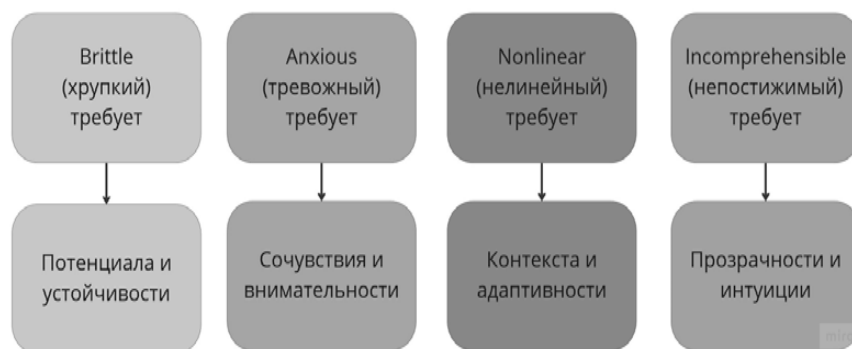 Brittle
(хрупкий)
требует
Anxious
(тревожный)
требует
Nonlinear
(нелинейный)
требует
Incomprehensible
(непостижимый)
требует
Потенциала и
устойчивости
Сочувствия и
внимательности
Контекста и
адаптивности
Прозрачности и
интуиции
miro